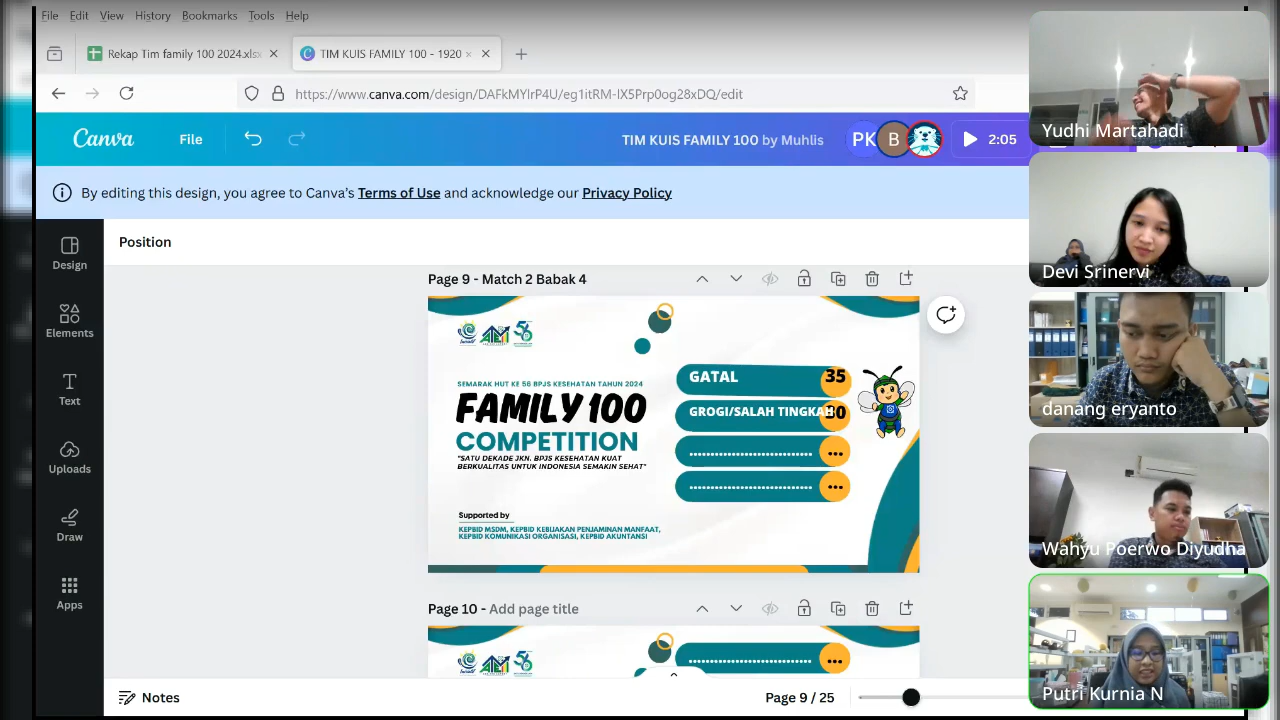 File Edit View History Bookmarks Tools Help
Rekap Tim family 100 2024.xls
TIM KUIS FAMILY 100 - 1920
https://www.canva.com/design/DAFkMYlrP4U/eg1itRM-IX5Prp0og28xDQ/edit
Canva File TIM KUIS FAMILY 100 by Muhlis PK B 2:05
By editing this design, you agree to Canva's Terms of Use and acknowledge our Privacy Policy
Position
Design
Elements
Text
Uploads
Draw
Apps
Page 9 - Match 2 Babak 4
56
SEMARAK HUT KE 56 BPJS KESEHATAN TAHUN 2024
FAMILY 100
COMPETITION
"SATU DEKADE JKN. BPJS KESEHATAN KUAT
BERKUALITAS UNTUK INDONESIA SEMAKIN SEHAT"
Supported by
KEPBID MSDM, KEPBID KEBIJAKAN PENJAMINAN MANFAAT,
KEPBID KOMUNIKASI ORGANISASI, KEPBID AKUNTANSI
GATAL 35
GROGI/SALAH TINGKAH 30
................................ ...
................................ ...
Page 10 - Add page title
56
................................ ...
Notes
Page 9 / 25
Yudhi Martahadi
Devi Srinervi
danang eryanto
Wahyu Poerwo Diyudha
Putri Kurnia N